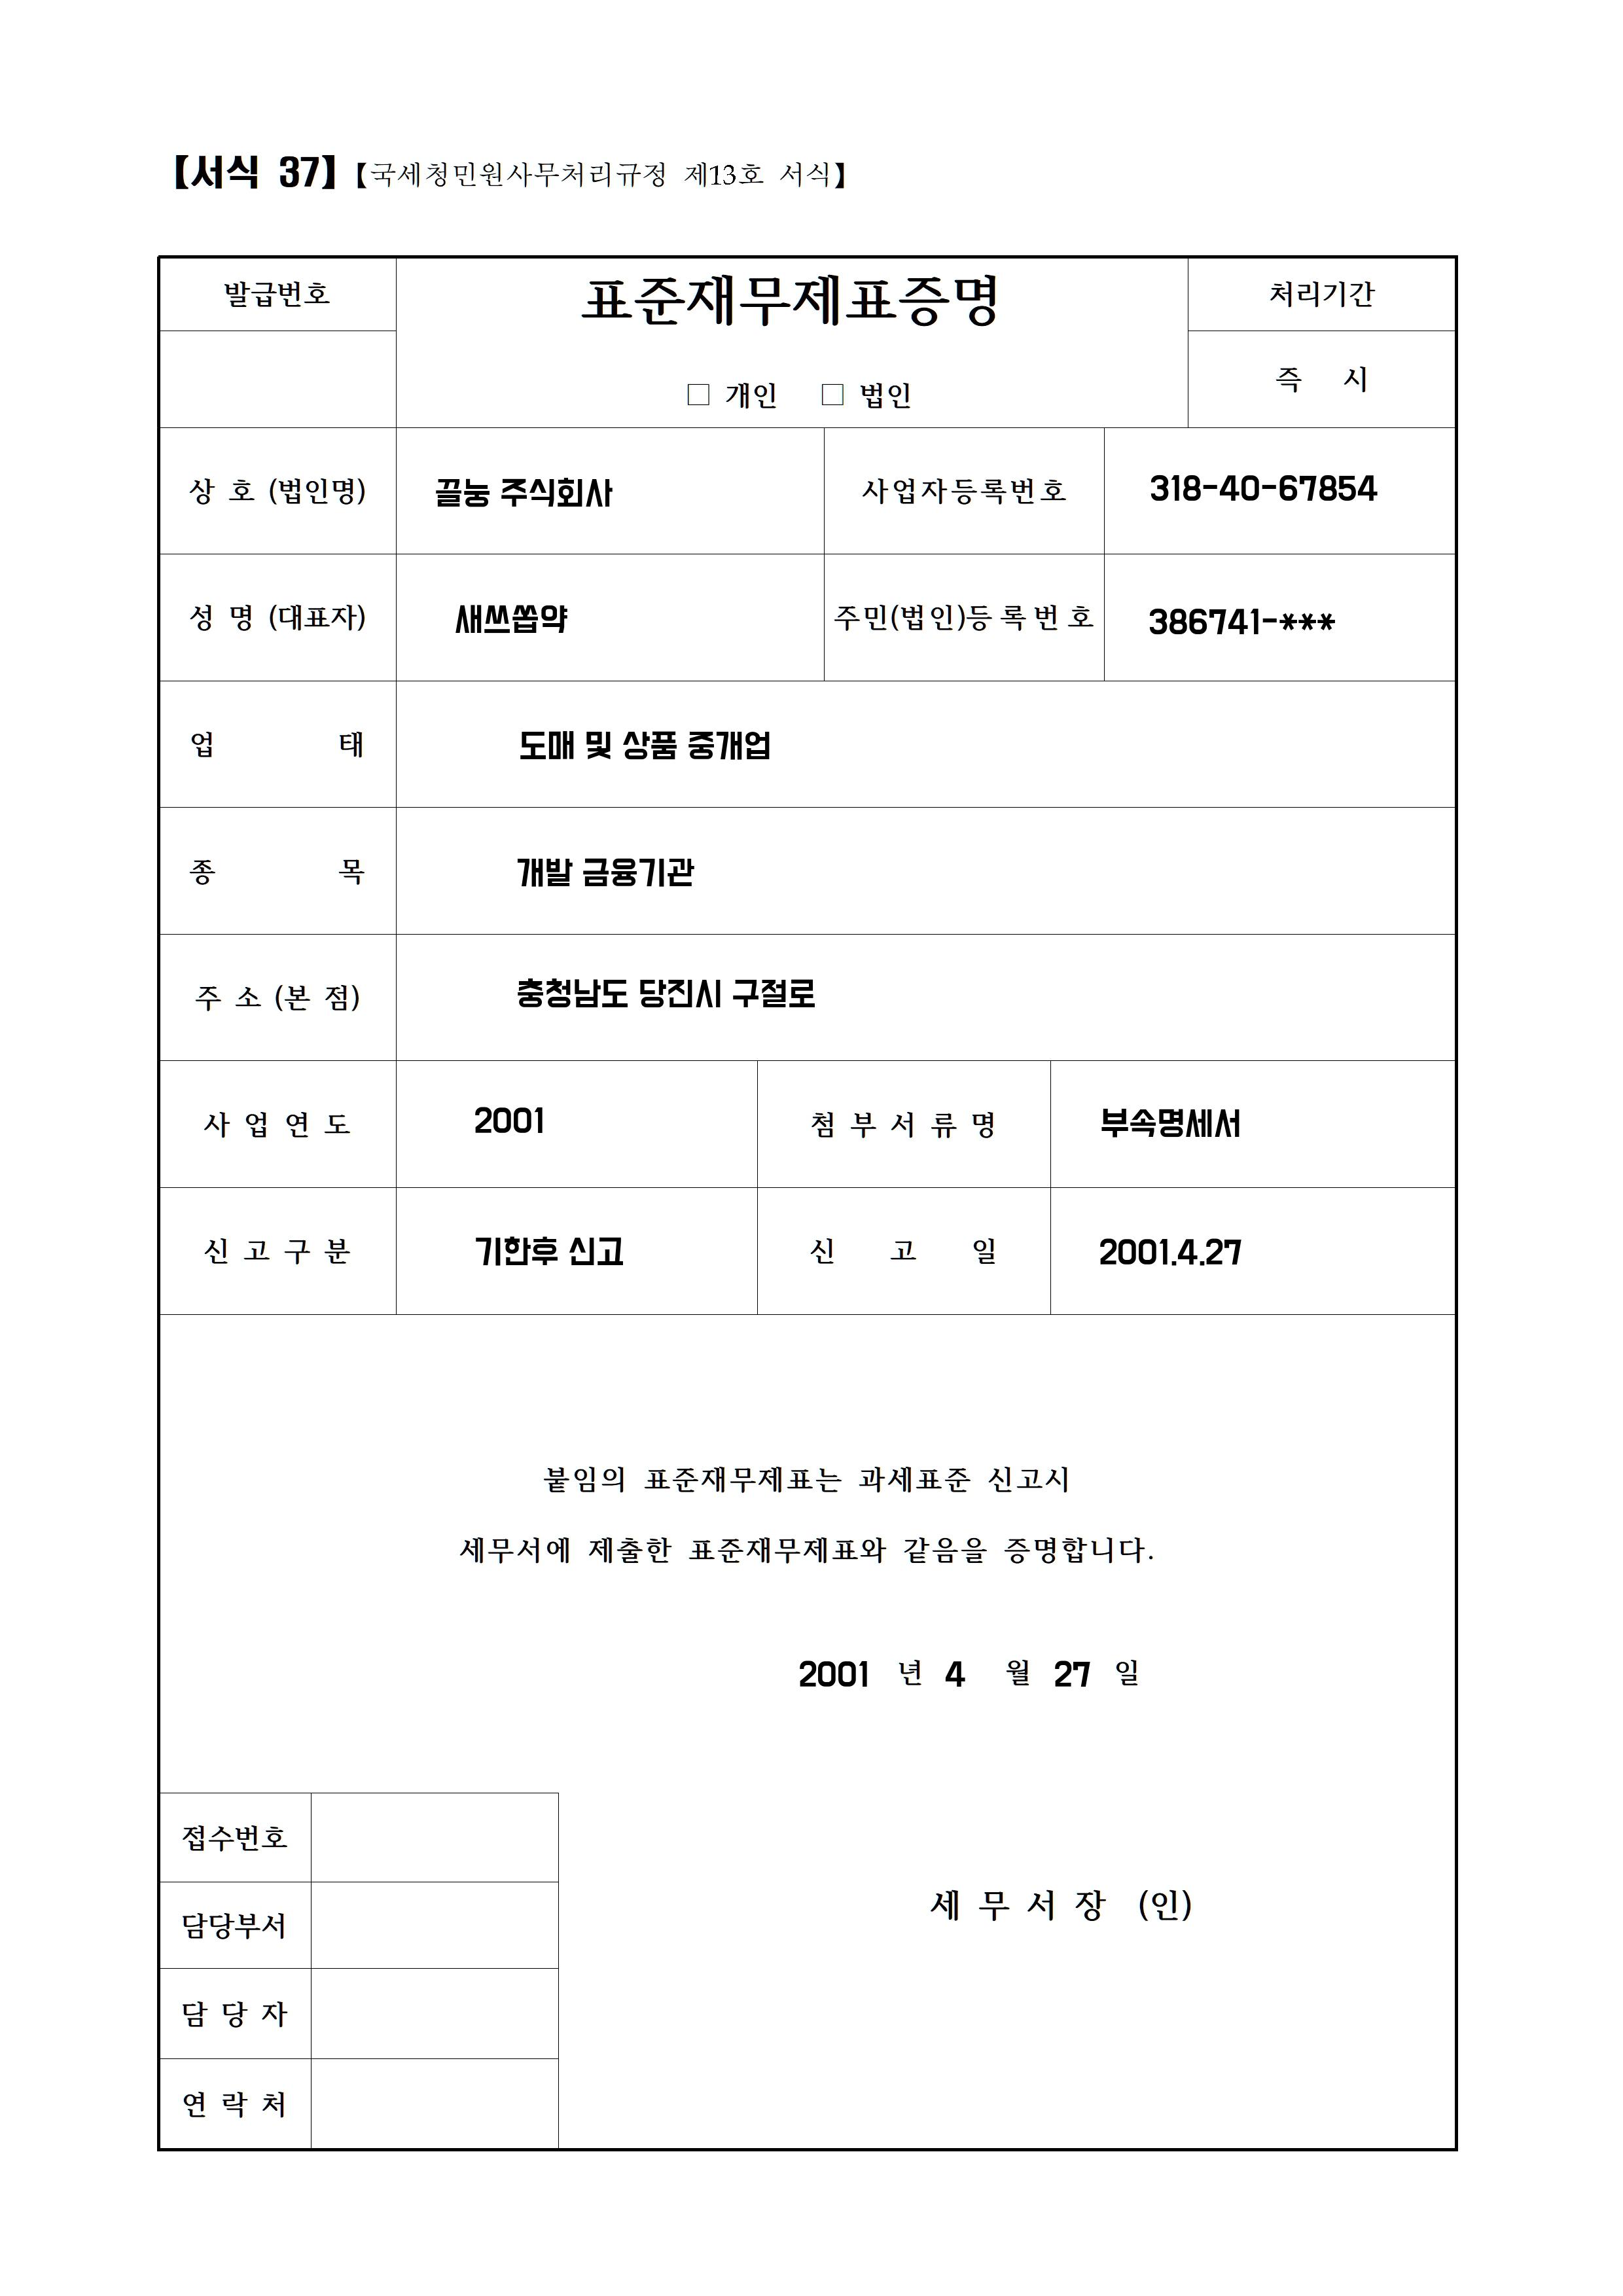 【서식 37】【국세청민원사무처리규정 제13호 서식】
발급번호
표준재무제표증명
처리기간
□ 개인 □ 법인
즉 시
상 호 (법인명) 끌눙 주식회사 사업자등록번호 318-40-67854
성 명 (대표자) 새쓰쏩약 주민(법인)등록번호 386741-***
업 태 도매 및 상품 중개업
종 목 개발 금융기관
주 소 (본 점) 충청남도 당진시 구절로
사 업 연 도 2001 첨 부 서 류 명 부속명세서
신 고 구 분 기한후 신고 신 고 일 2001.4.27
붙임의 표준재무제표는 과세표준 신고시
세무서에 제출한 표준재무제표와 같음을 증명합니다.
2001 년 4 월 27 일
접수번호
담당부서
세 무 서 장 (인)
담 당 자
연 락 처